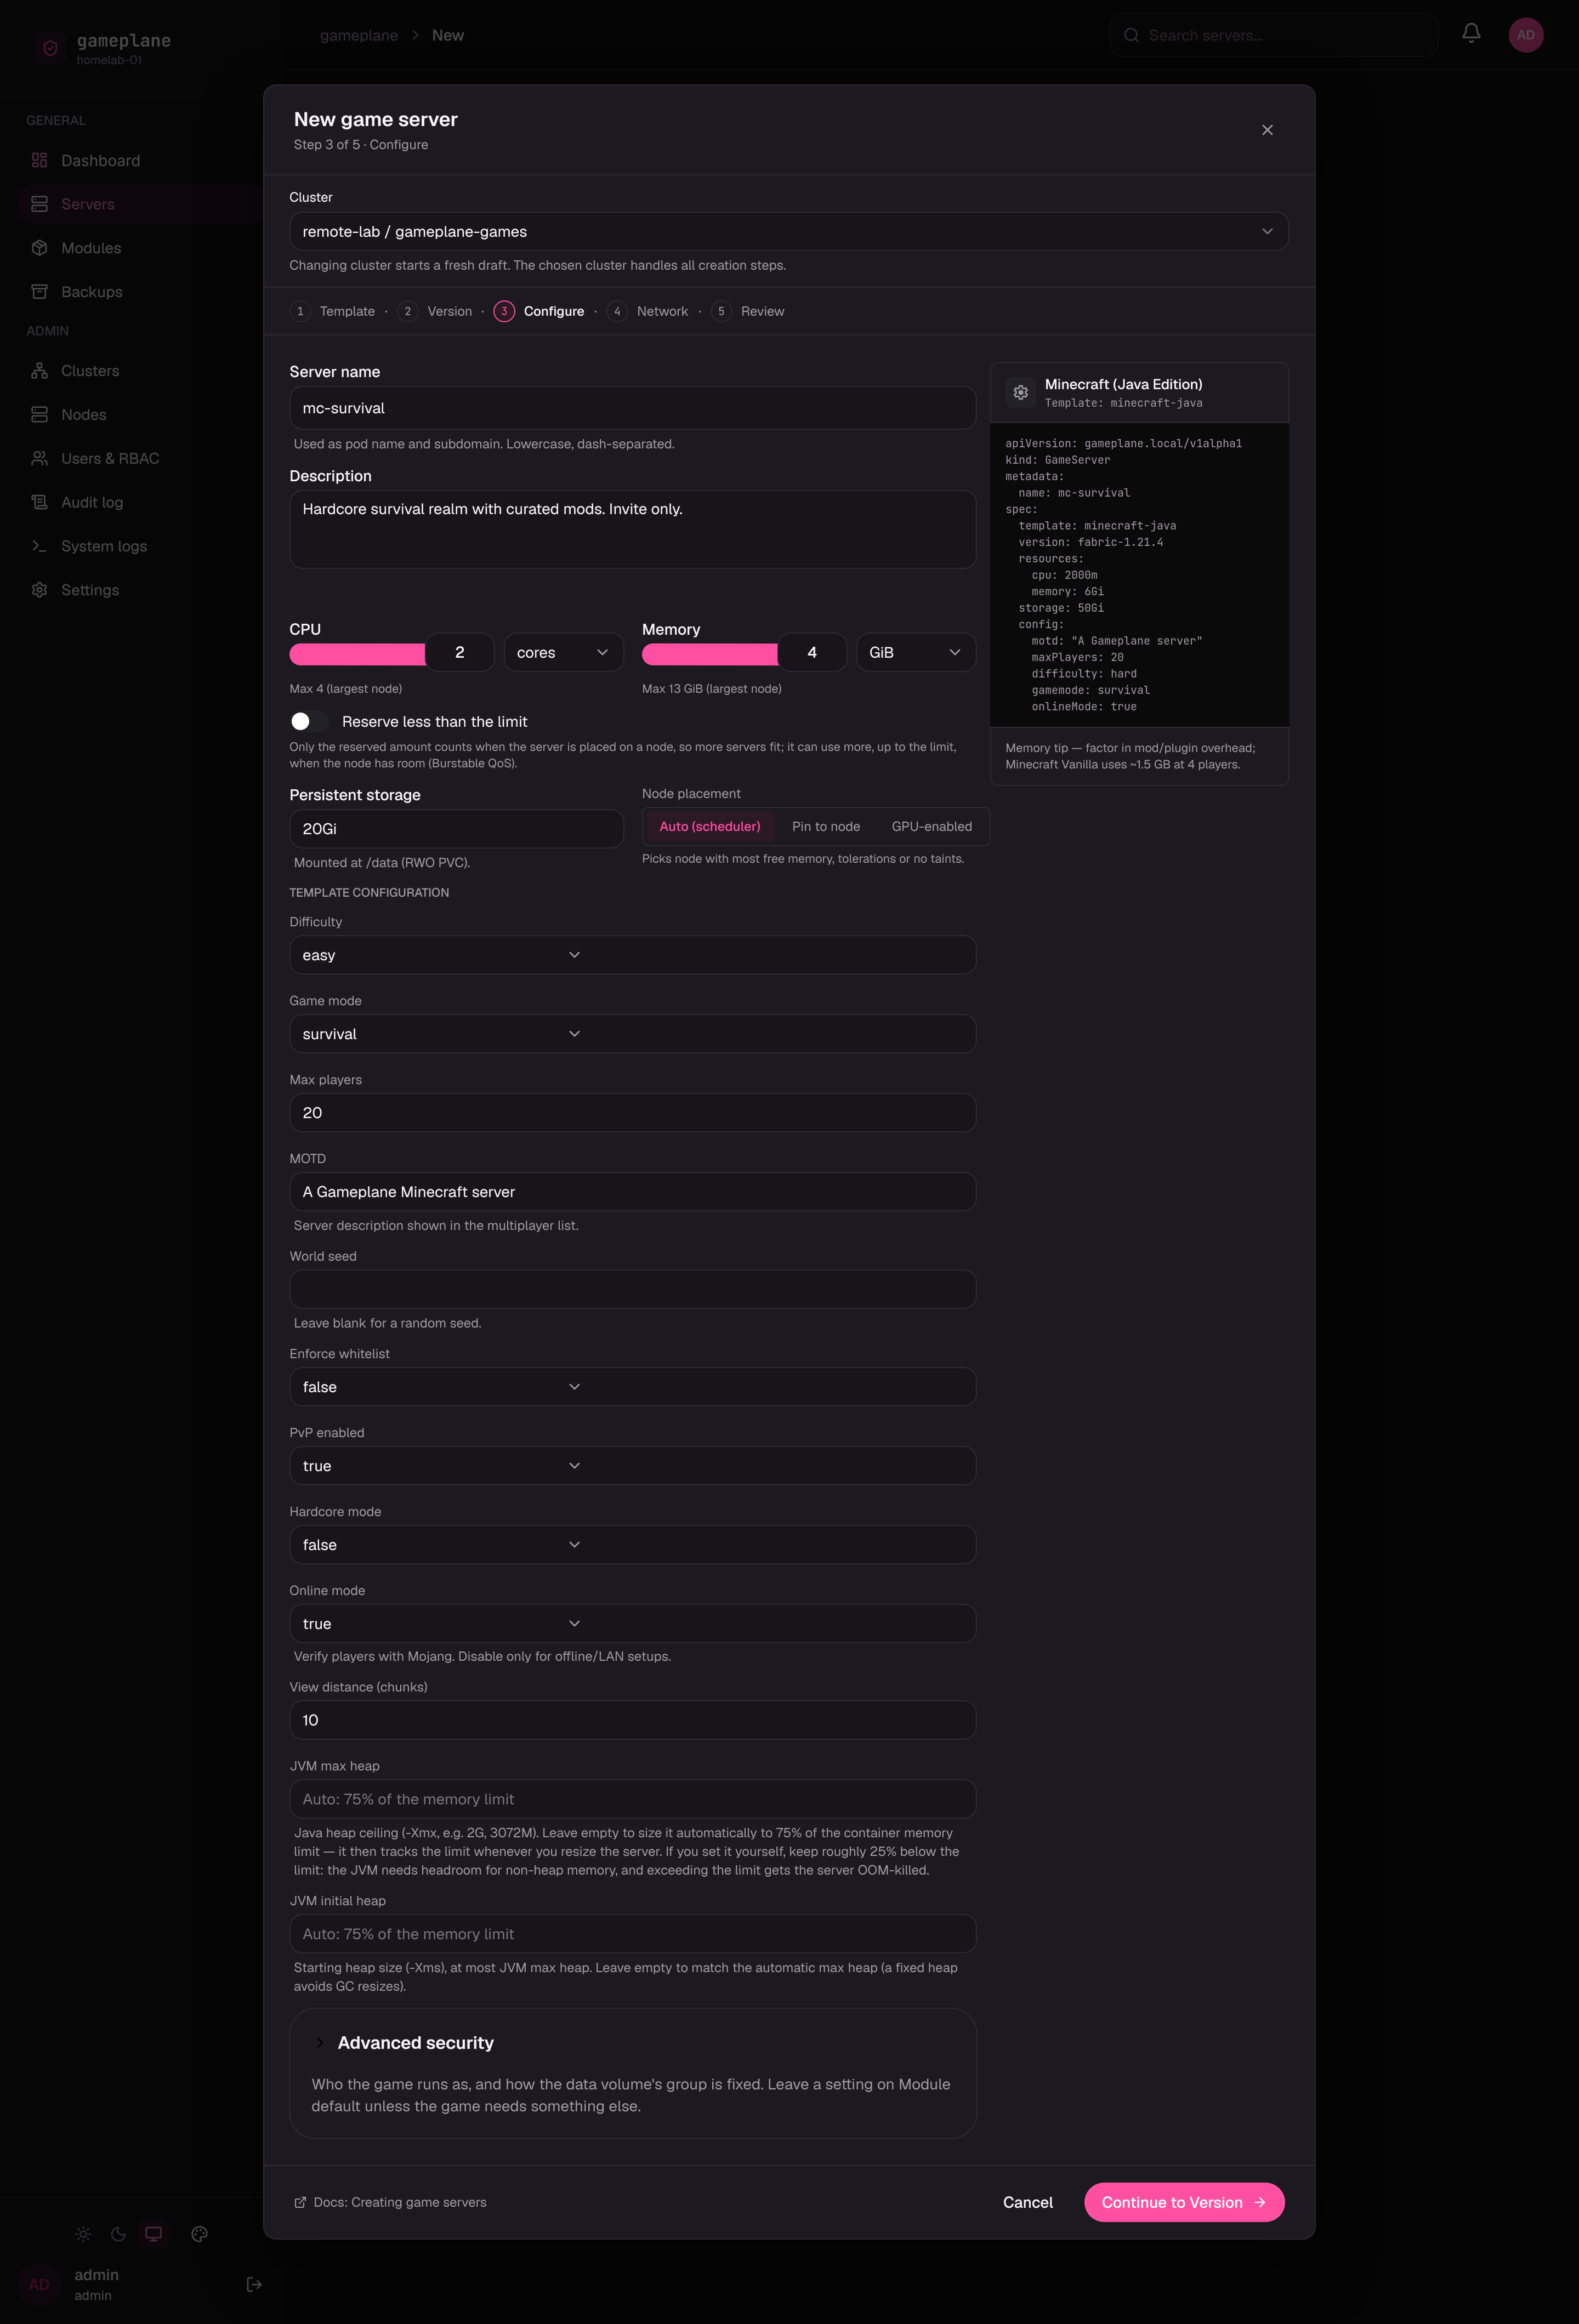 gameplane
homelab-01
GENERAL
Dashboard
Servers
Modules
Backups
ADMIN
Clusters
Nodes
Users & RBAC
Audit log
System logs
Settings
AD
admin
admin
gameplane
New
Search servers...
AD
New game server
Step 3 of 5 · Configure
Cluster
remote-lab / gameplane-games
Changing cluster starts a fresh draft. The chosen cluster handles all creation steps.
1 Template · 2 Version · 3 Configure · 4 Network · 5 Review
Server name
mc-survival
Used as pod name and subdomain. Lowercase, dash-separated.
Description
Hardcore survival realm with curated mods. Invite only.
CPU
2
cores
Max 4 (largest node)
Memory
4
GiB
Max 13 GiB (largest node)
Reserve less than the limit
Only the reserved amount counts when the server is placed on a node, so more servers fit; it can use more, up to the limit,
when the node has room (Burstable QoS).
Persistent storage
20Gi
Mounted at /data (RWO PVC).
Node placement
Auto (scheduler)
Pin to node
GPU-enabled
Picks node with most free memory, tolerations or no taints.
TEMPLATE CONFIGURATION
Difficulty
easy
Game mode
survival
Max players
20
MOTD
A Gameplane Minecraft server
Server description shown in the multiplayer list.
World seed
Leave blank for a random seed.
Enforce whitelist
false
PvP enabled
true
Hardcore mode
false
Online mode
true
Verify players with Mojang. Disable only for offline/LAN setups.
View distance (chunks)
10
JVM max heap
Auto: 75% of the memory limit
Java heap ceiling (-Xmx, e.g. 2G, 3072M). Leave empty to size it automatically to 75% of the container memory
limit — it then tracks the limit whenever you resize the server. If you set it yourself, keep roughly 25% below the
limit: the JVM needs headroom for non-heap memory, and exceeding the limit gets the server OOM-killed.
JVM initial heap
Auto: 75% of the memory limit
Starting heap size (-Xms), at most JVM max heap. Leave empty to match the automatic max heap (a fixed heap
avoids GC resizes).
Advanced security
Who the game runs as, and how the data volume's group is fixed. Leave a setting on Module
default unless the game needs something else.
Minecraft (Java Edition)
Template: minecraft-java
apiVersion: gameplane.local/v1alpha1
kind: GameServer
metadata:
  name: mc-survival
spec:
  template: minecraft-java
  version: fabric-1.21.4
  resources:
    cpu: 2000m
    memory: 6Gi
  storage: 50Gi
  config:
    motd: "A Gameplane server"
    maxPlayers: 20
    difficulty: hard
    gamemode: survival
    onlineMode: true
Memory tip — factor in mod/plugin overhead;
Minecraft Vanilla uses ~1.5 GB at 4 players.
Docs: Creating game servers
Cancel
Continue to Version